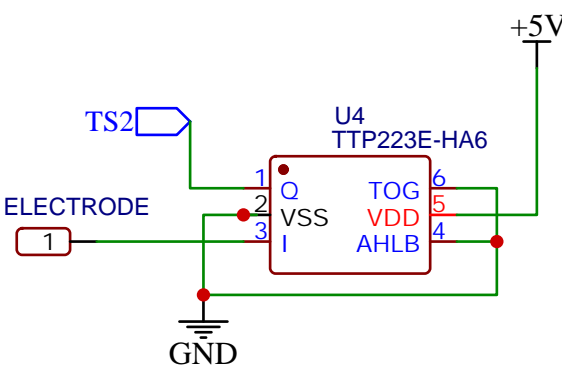 +5V
TS2
U4
TTP223E-HA6
1 Q TOG 6
2 VSS VDD 5
3 I AHLB 4
ELECTRODE
1
GND